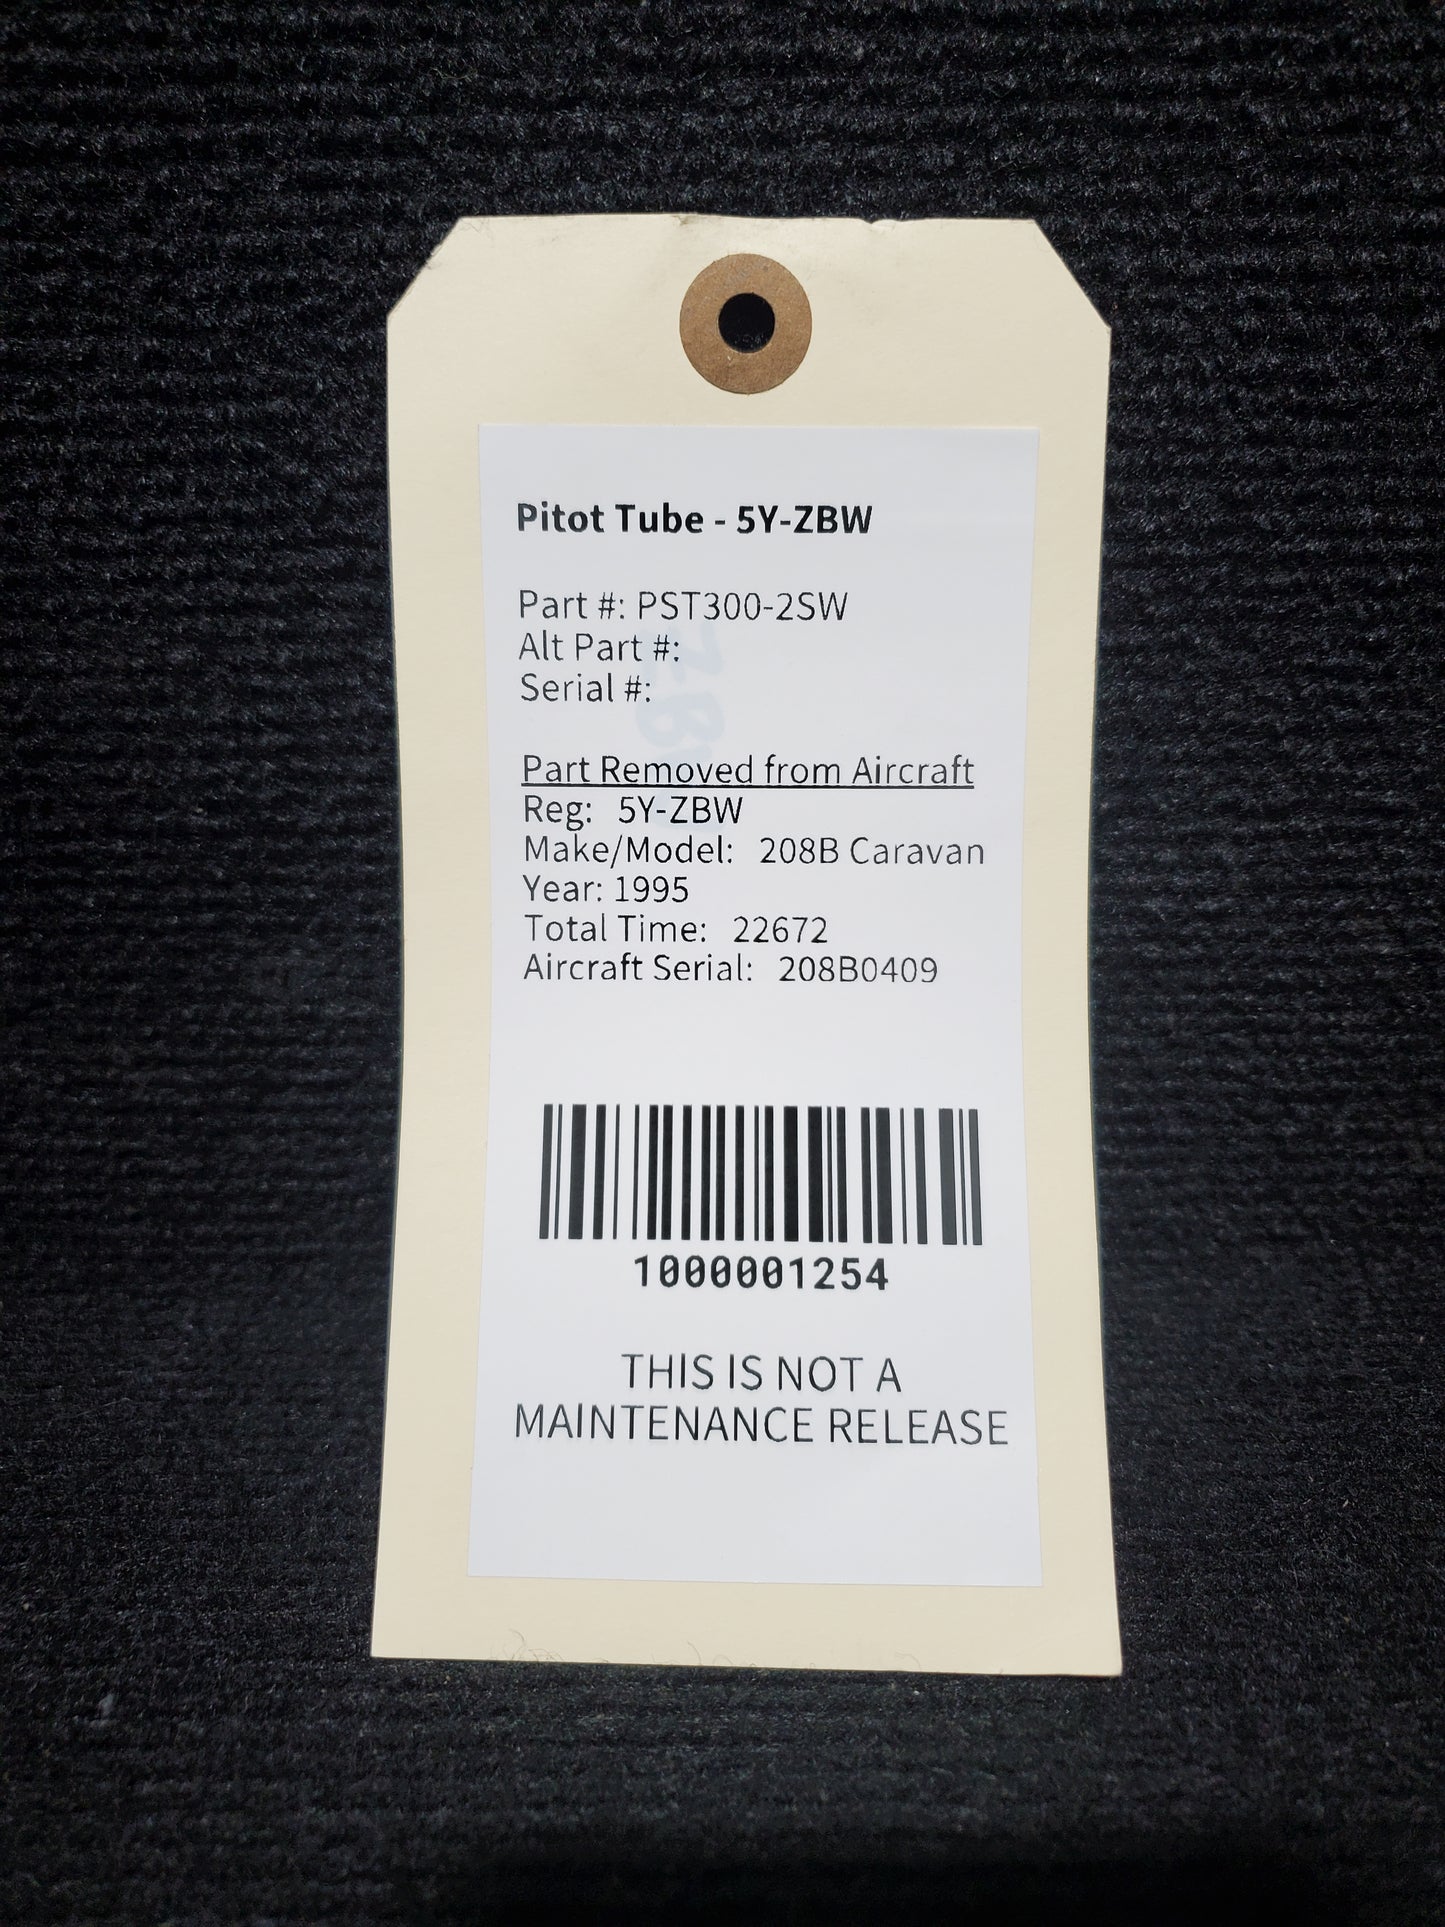 Pitot Tube - 5Y-ZBW
Part #: PST300-2SW
Alt Part #:
Serial #:
Part Removed from Aircraft
Reg: 5Y-ZBW
Make/Model: 208B Caravan
Year: 1995
Total Time: 22672
Aircraft Serial: 208B0409
1000001254
THIS IS NOT A
MAINTENANCE RELEASE